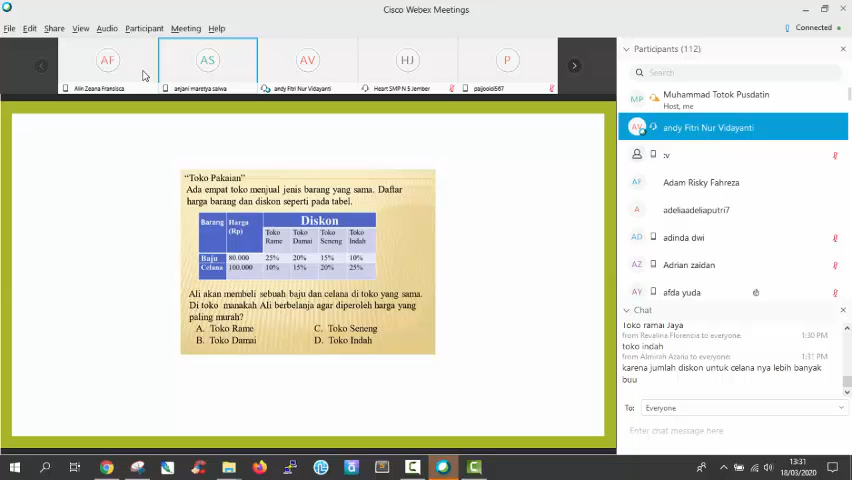 Cisco Webex Meetings
File Edit Share View Audio Participant Meeting Help
Connected
AF
AS
AV
HJ
P
Alin Zeana Fransisca
anjani maretya salwa
andy Fitri Nur Vidayanti
Heart SMP N 5 Jember
paijoolol567
Participants (112)
Search
MP Muhammad Totok Pusdatin
Host, me
AV andy Fitri Nur Vidayanti
:v
AF Adam Risky Fahreza
A adeliaadeliaputri7
AD adinda dwi
AZ Adrian zaidan
AY afda yuda
Chat
Toko ramai Jaya
from Revalina Florencia to everyone: 1:30 PM
toko indah
from Almirah Azaria to everyone: 1:31 PM
karena jumlah diskon untuk celana nya lebih banyak
buu
To: Everyone
Enter chat message here
"Toko Pakaian"
Ada empat toko menjual jenis barang yang sama. Daftar
harga barang dan diskon seperti pada tabel.
Barang Harga (Rp) Diskon
Toko Rame Toko Damai Toko Seneng Toko Indah
Baju 80.000 25% 20% 15% 10%
Celana 100.000 10% 15% 20% 25%
Ali akan membeli sebuah baju dan celana di toko yang sama.
Di toko manakah Ali berbelanja agar diperoleh harga yang
paling murah?
A. Toko Rame C. Toko Seneng
B. Toko Damai D. Toko Indah
13:31
18/03/2020